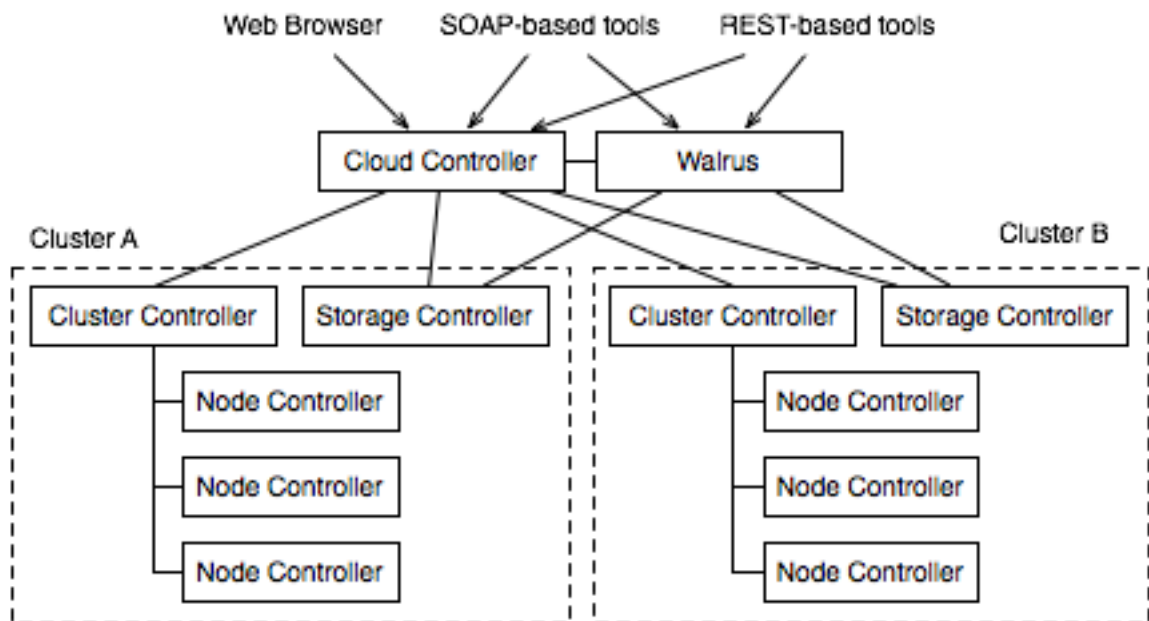 Web Browser
SOAP-based tools
REST-based tools
Cloud Controller
Walrus
Cluster A
Cluster B
Cluster Controller
Storage Controller
Cluster Controller
Storage Controller
Node Controller
Node Controller
Node Controller
Node Controller
Node Controller
Node Controller